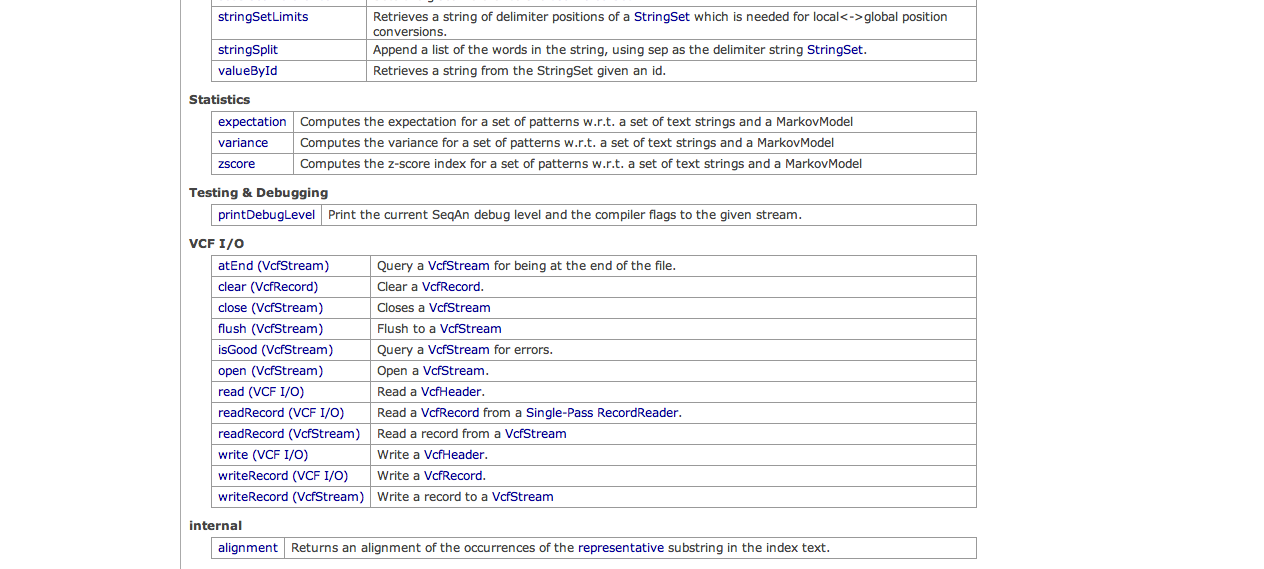 stringSetLimits Retrieves a string of delimiter positions of a StringSet which is needed for local<->global position
conversions.
stringSplit Append a list of the words in the string, using sep as the delimiter string StringSet.
valueById Retrieves a string from the StringSet given an id.
Statistics
expectation Computes the expectation for a set of patterns w.r.t. a set of text strings and a MarkovModel
variance Computes the variance for a set of patterns w.r.t. a set of text strings and a MarkovModel
zscore Computes the z-score index for a set of patterns w.r.t. a set of text strings and a MarkovModel
Testing & Debugging
printDebugLevel Print the current SeqAn debug level and the compiler flags to the given stream.
VCF I/O
atEnd (VcfStream) Query a VcfStream for being at the end of the file.
clear (VcfRecord) Clear a VcfRecord.
close (VcfStream) Closes a VcfStream
flush (VcfStream) Flush to a VcfStream
isGood (VcfStream) Query a VcfStream for errors.
open (VcfStream) Open a VcfStream.
read (VCF I/O) Read a VcfHeader.
readRecord (VCF I/O) Read a VcfRecord from a Single-Pass RecordReader.
readRecord (VcfStream) Read a record from a VcfStream
write (VCF I/O) Write a VcfHeader.
writeRecord (VCF I/O) Write a VcfRecord.
writeRecord (VcfStream) Write a record to a VcfStream
internal
alignment Returns an alignment of the occurrences of the representative substring in the index text.